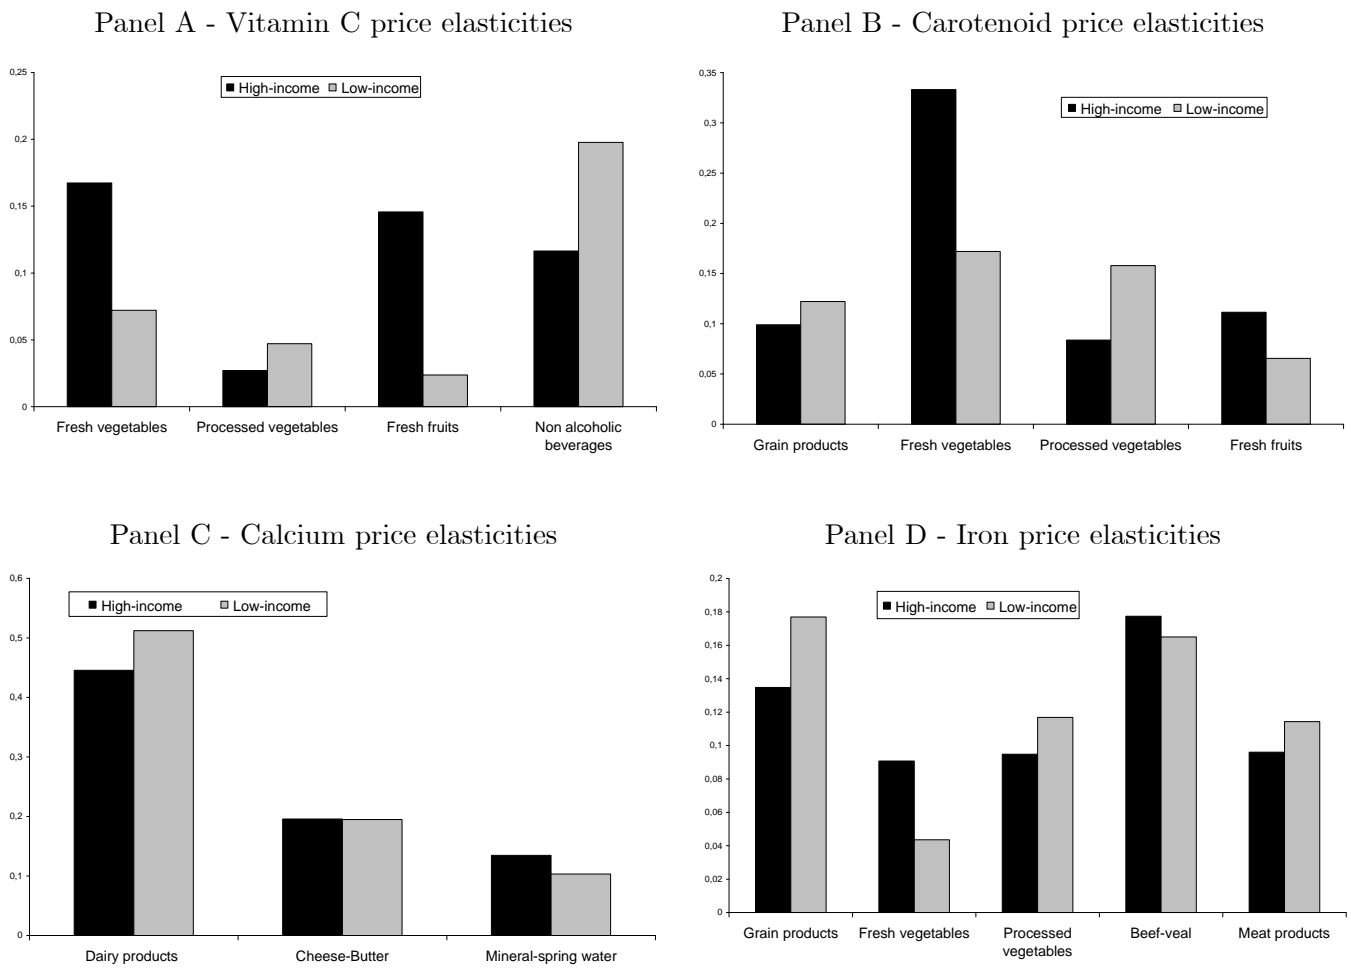 Panel A - Vitamin C price elasticities
0,25
0,2
0,15
0,1
0,05
0
High-income Low-income
Fresh vegetables Processed vegetables Fresh fruits Non alcoholic
beverages
Panel B - Carotenoid price elasticities
0,35
0,3
0,25
0,2
0,15
0,1
0,05
0
High-income Low-income
Grain products Fresh vegetables Processed vegetables Fresh fruits
Panel C - Calcium price elasticities
0,6
0,5
0,4
0,3
0,2
0,1
0
High-income Low-income
Dairy products Cheese-Butter Mineral-spring water
Panel D - Iron price elasticities
0,2
0,18
0,16
0,14
0,12
0,1
0,08
0,06
0,04
0,02
0
High-income Low-income
Grain products Fresh vegetables Processed Beef-veal Meat products
vegetables